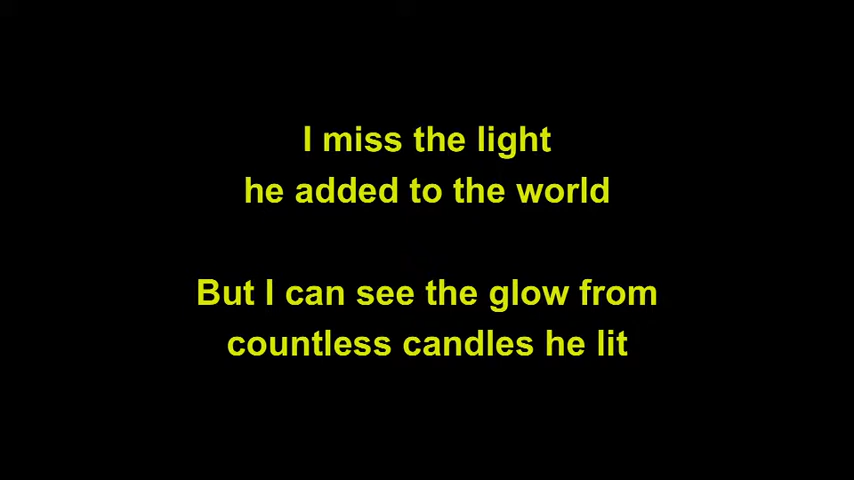 I miss the light
he added to the world
But I can see the glow from
countless candles he lit